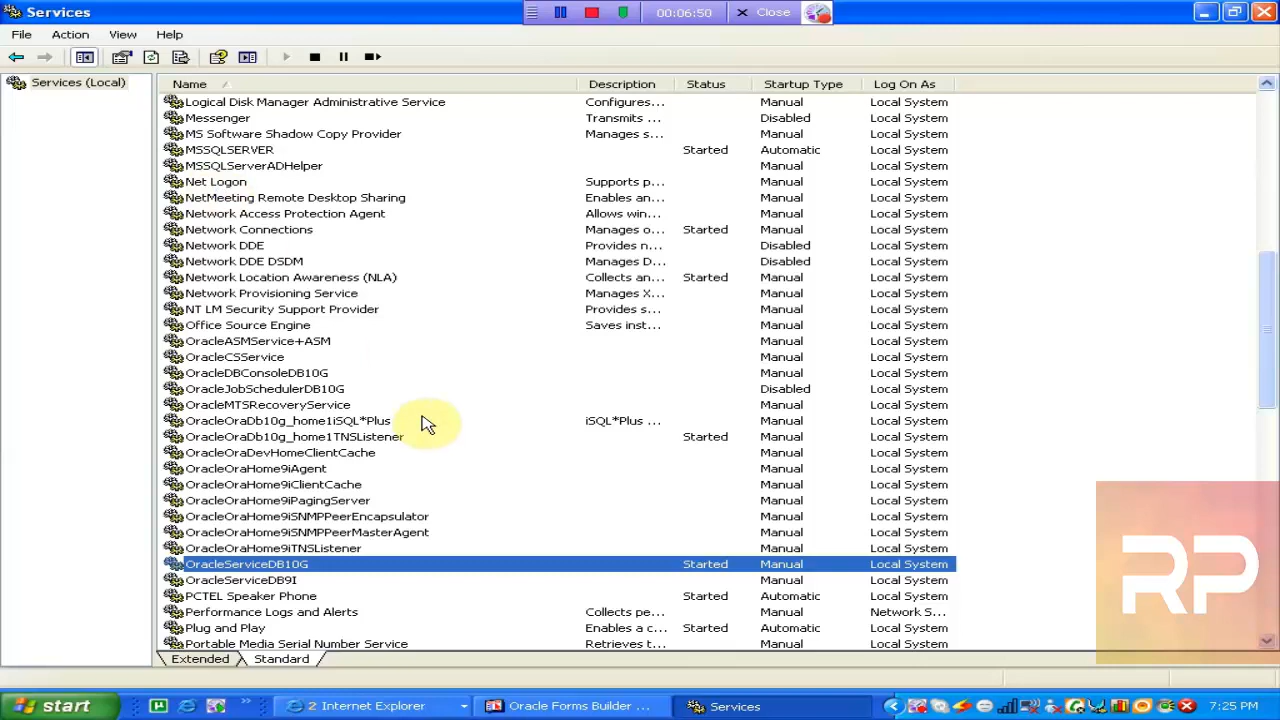 Services
00:06:50 Close
File Action View Help
Services (Local)
Name Description Status Startup Type Log On As
Logical Disk Manager Administrative Service Configures... Manual Local System
Messenger Transmits ... Disabled Local System
MS Software Shadow Copy Provider Manages s... Manual Local System
MSSQLSERVER Started Automatic Local System
MSSQLServerADHelper Manual Local System
Net Logon Supports p... Manual Local System
NetMeeting Remote Desktop Sharing Enables an... Manual Local System
Network Access Protection Agent Allows win... Manual Local System
Network Connections Manages o... Started Manual Local System
Network DDE Provides n... Disabled Local System
Network DDE DSDM Manages D... Disabled Local System
Network Location Awareness (NLA) Collects an... Started Manual Local System
Network Provisioning Service Manages X... Manual Local System
NT LM Security Support Provider Provides s... Manual Local System
Office Source Engine Saves inst... Manual Local System
OracleASMService+ASM Manual Local System
OracleCSService Manual Local System
OracleDBConsoleDB10G Manual Local System
OracleJobSchedulerDB10G Disabled Local System
OracleMTSRecoveryService Manual Local System
OracleOraDb10g_home1iSQL*Plus iSQL*Plus ... Manual Local System
OracleOraDb10g_home1TNSListener Started Manual Local System
OracleOraDevHomeClientCache Manual Local System
OracleOraHome9iAgent Manual Local System
OracleOraHome9iClientCache Manual Local System
OracleOraHome9iPagingServer Manual Local System
OracleOraHome9iSNMPPeerEncapsulator Manual Local System
OracleOraHome9iSNMPPeerMasterAgent Manual Local System
OracleOraHome9iTNSListener Manual Local System
OracleServiceDB10G Started Manual Local System
OracleServiceDB9I Manual Local System
PCTEL Speaker Phone Started Automatic Local System
Performance Logs and Alerts Collects pe... Manual Network S...
Plug and Play Enables a c... Started Automatic Local System
Portable Media Serial Number Service Retrieves t... Manual Local System
RP
Extended Standard
start 2 Internet Explorer Oracle Forms Builder ... Services 7:25 PM